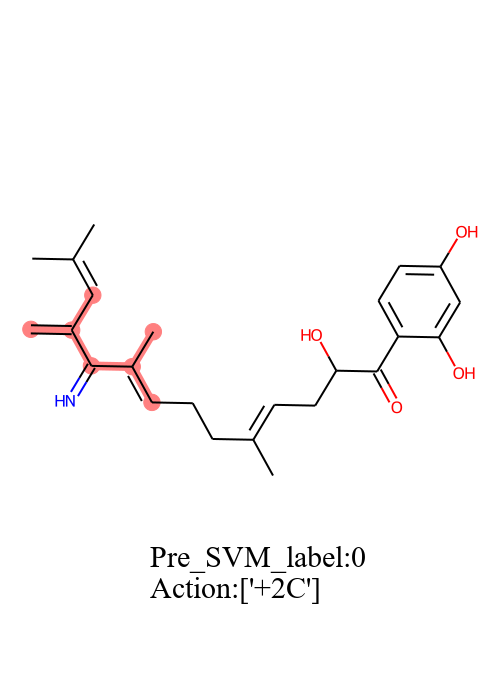 OH
HO
OH
HN
O
Pre_SVM_label:0
Action:['+2C']